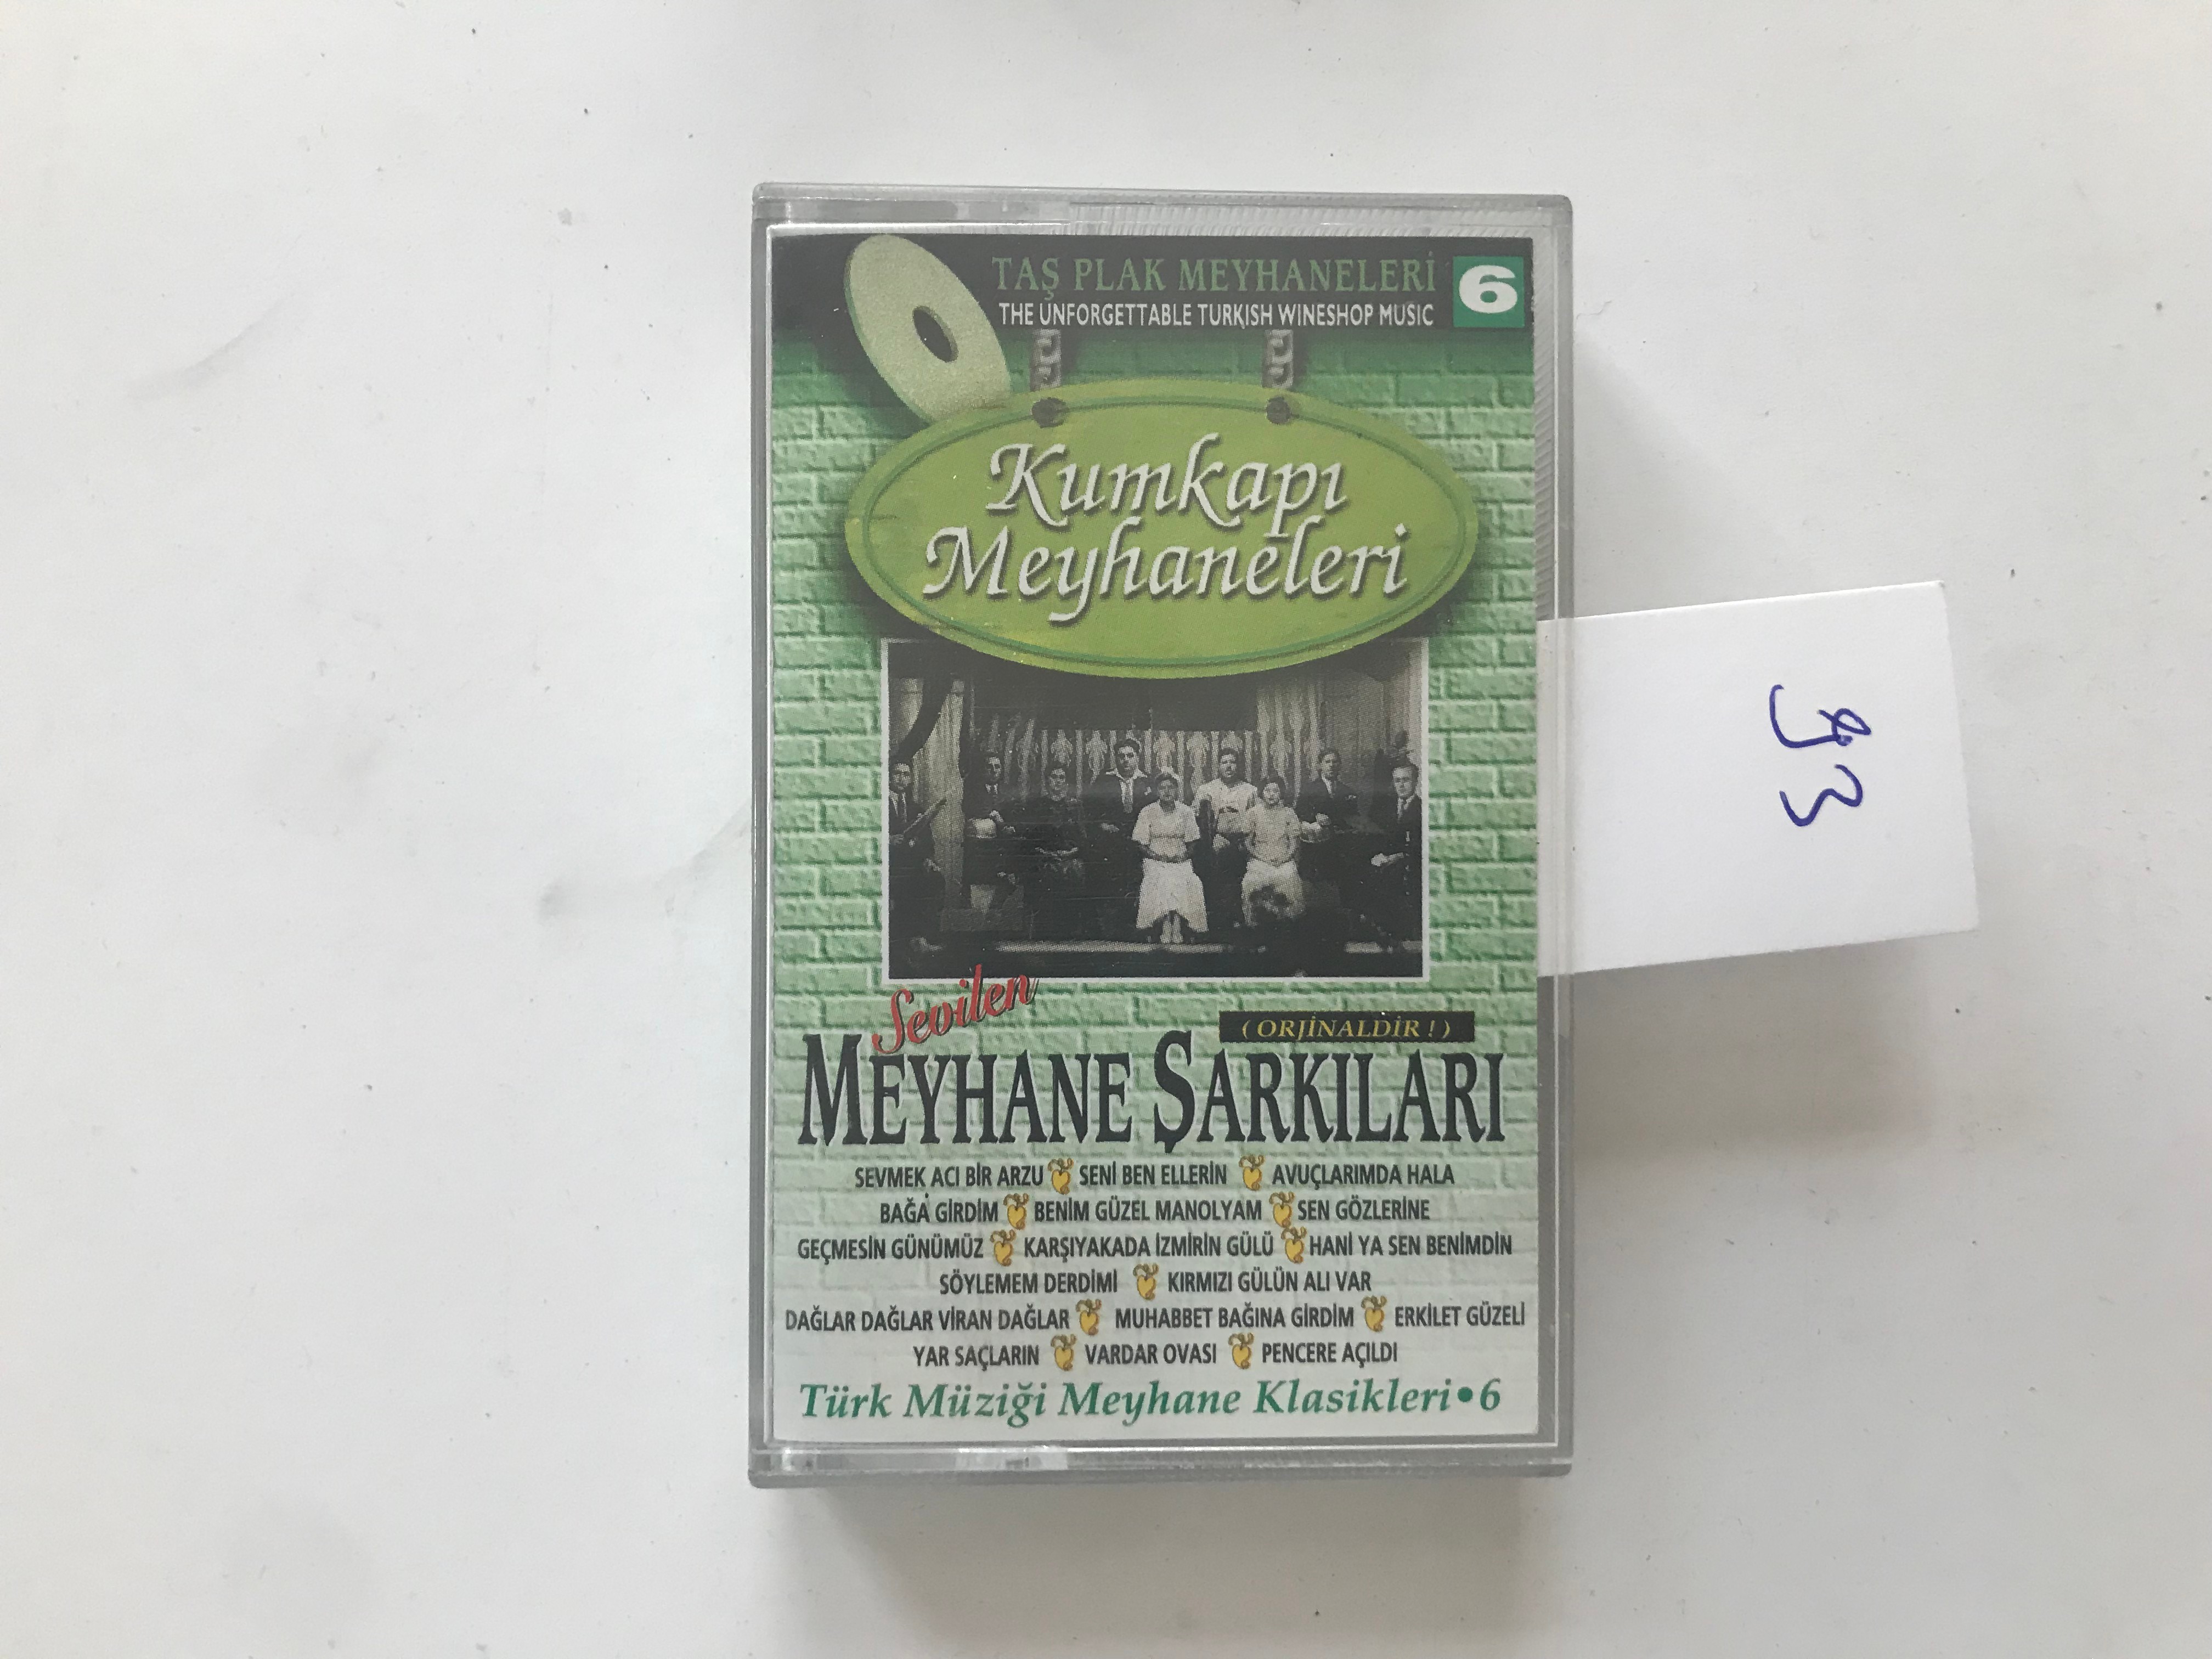 TAŞ PLAK MEYHANELERİ 6
THE UNFORGETTABLE TURKISH WINESHOP MUSIC
Kumkapı
Meyhaneleri
Sevilen
(ORJİNALDİR!)
MEYHANE ŞARKILARI
SEVMEK ACI BİR ARZU SENİ BEN ELLERİN AVUÇLARIMDA HALA
BAĞA GİRDİM BENİM GÜZEL MANOLYAM SEN GÖZLERİNE
GEÇMESİN GÜNÜMÜZ KARŞIYAKADA İZMİRİN GÜLÜ HANİ YA SEN BENİMDİN
SÖYLEMEM DERDİMİ KIRMIZI GÜLÜN ALI VAR
DAĞLAR DAĞLAR VİRAN DAĞLAR MUHABBET BAĞINA GİRDİM ERKİLET GÜZELİ
YAR SAÇLARIN VARDAR OVASI PENCERE AÇILDI
Türk Müziği Meyhane Klasikleri•6